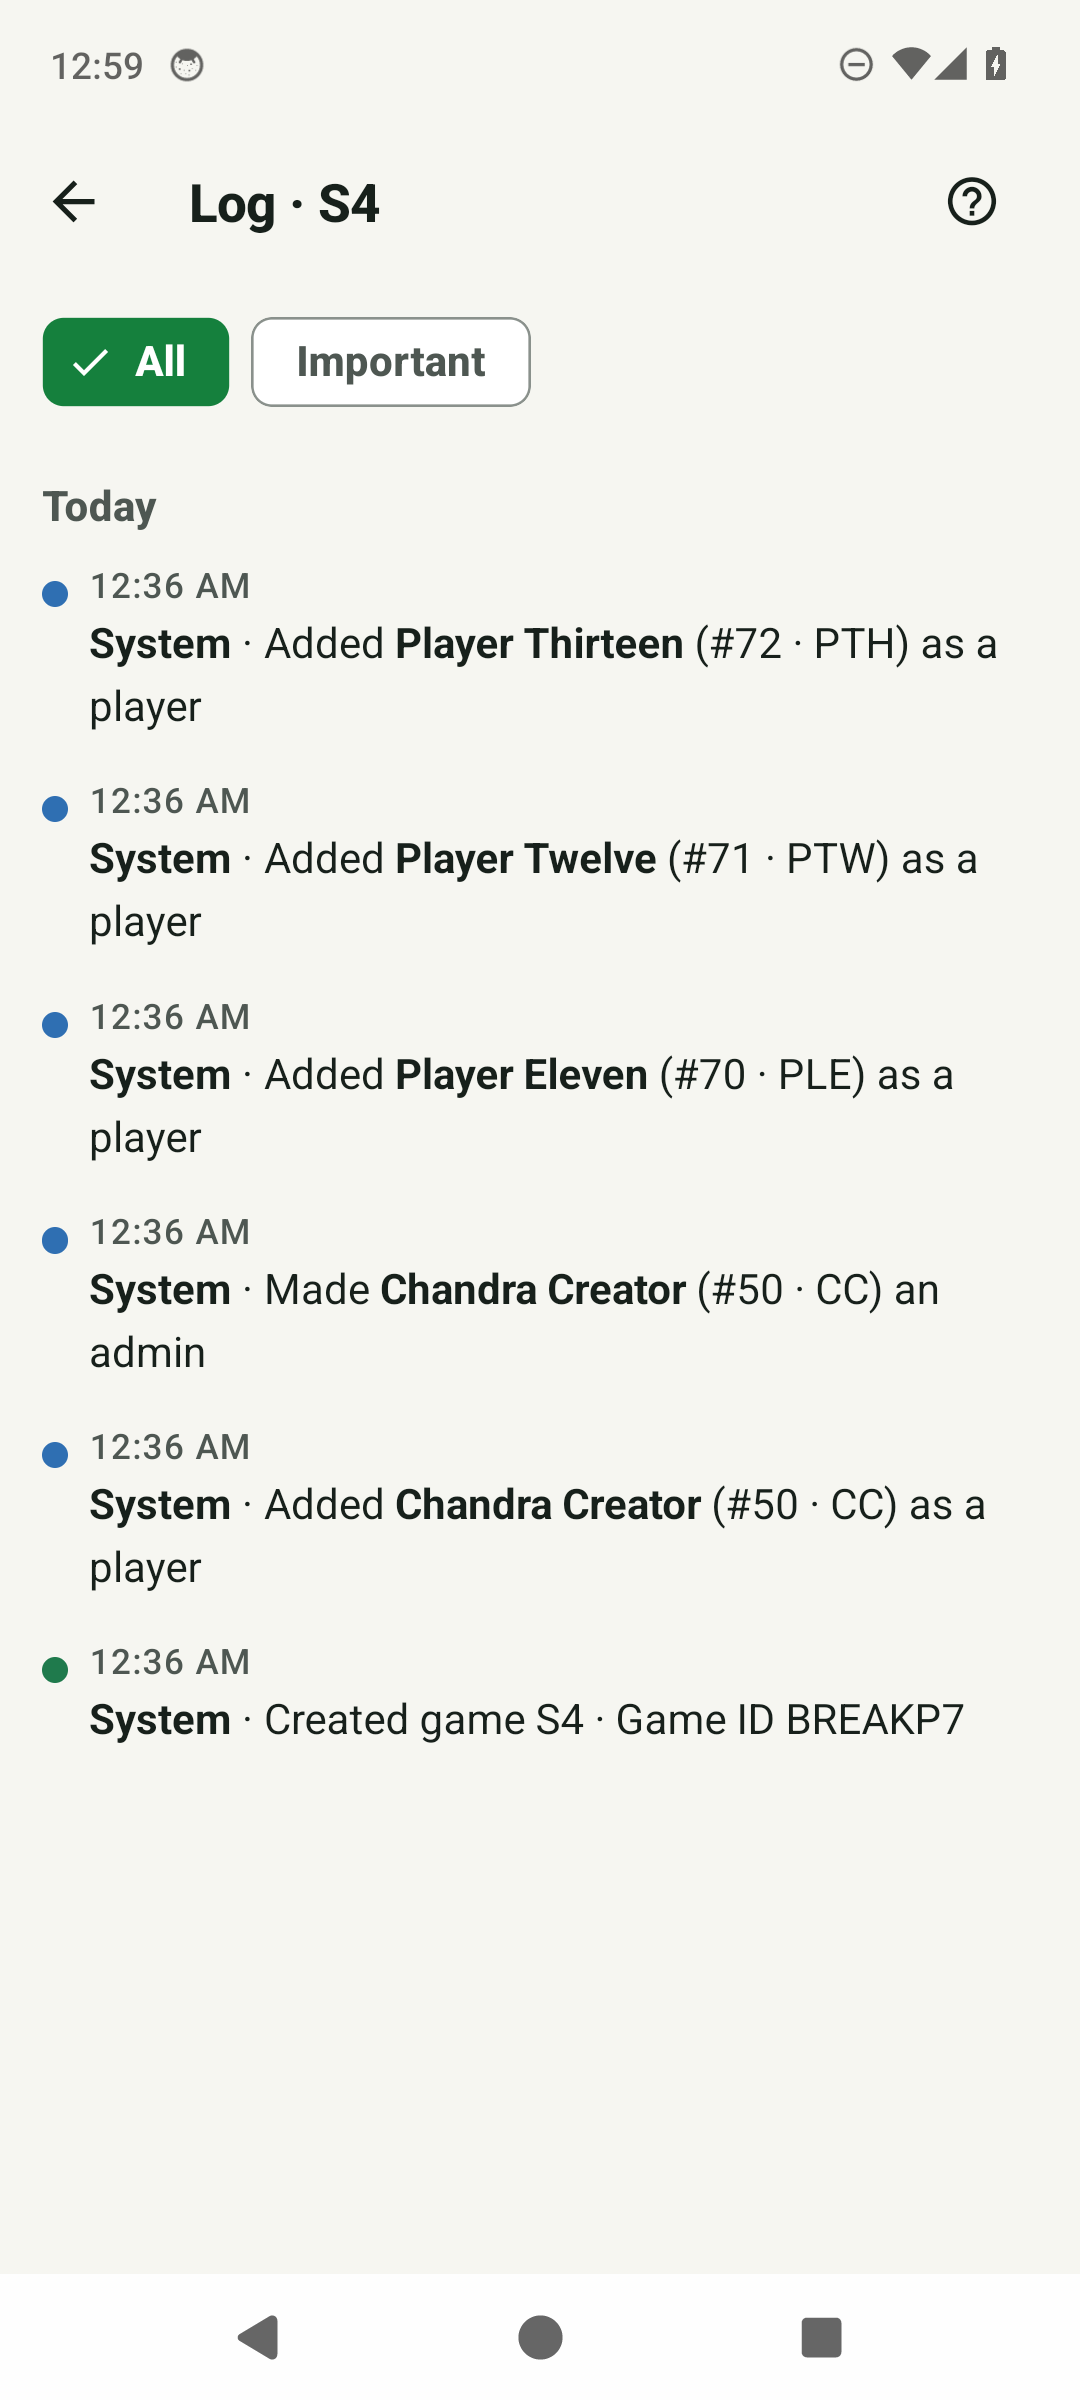 12:59
Log · S4
All
Important
Today
12:36 AM
System · Added Player Thirteen (#72 · PTH) as a
player
12:36 AM
System · Added Player Twelve (#71 · PTW) as a
player
12:36 AM
System · Added Player Eleven (#70 · PLE) as a
player
12:36 AM
System · Made Chandra Creator (#50 · CC) an
admin
12:36 AM
System · Added Chandra Creator (#50 · CC) as a
player
12:36 AM
System · Created game S4 · Game ID BREAKP7